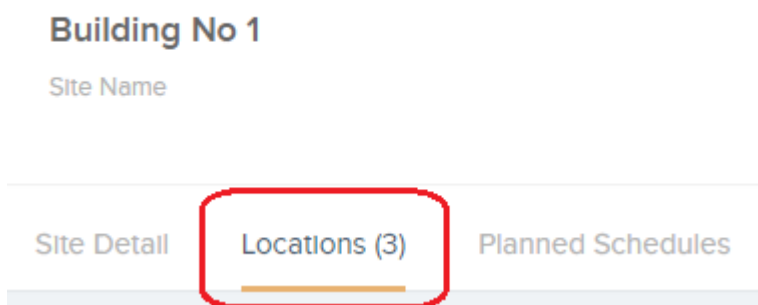 Building No 1
Site Name
Site Detail Locations (3) Planned Schedules